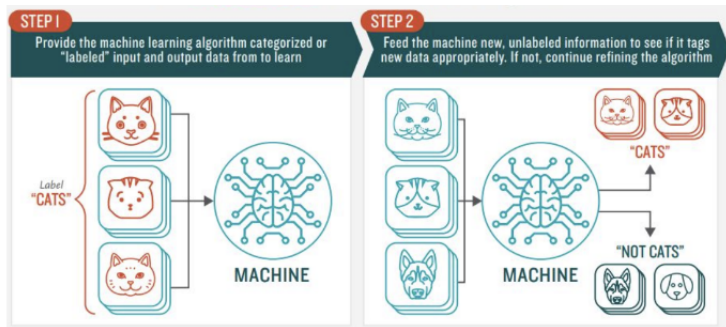 STEP 1
Provide the machine learning algorithm categorized or
"labeled" input and output data from to learn
Label
"CATS"
MACHINE
STEP 2
Feed the machine new, unlabeled information to see if it tags
new data appropriately. If not, continue refining the algorithm
MACHINE
"CATS"
"NOT CATS"